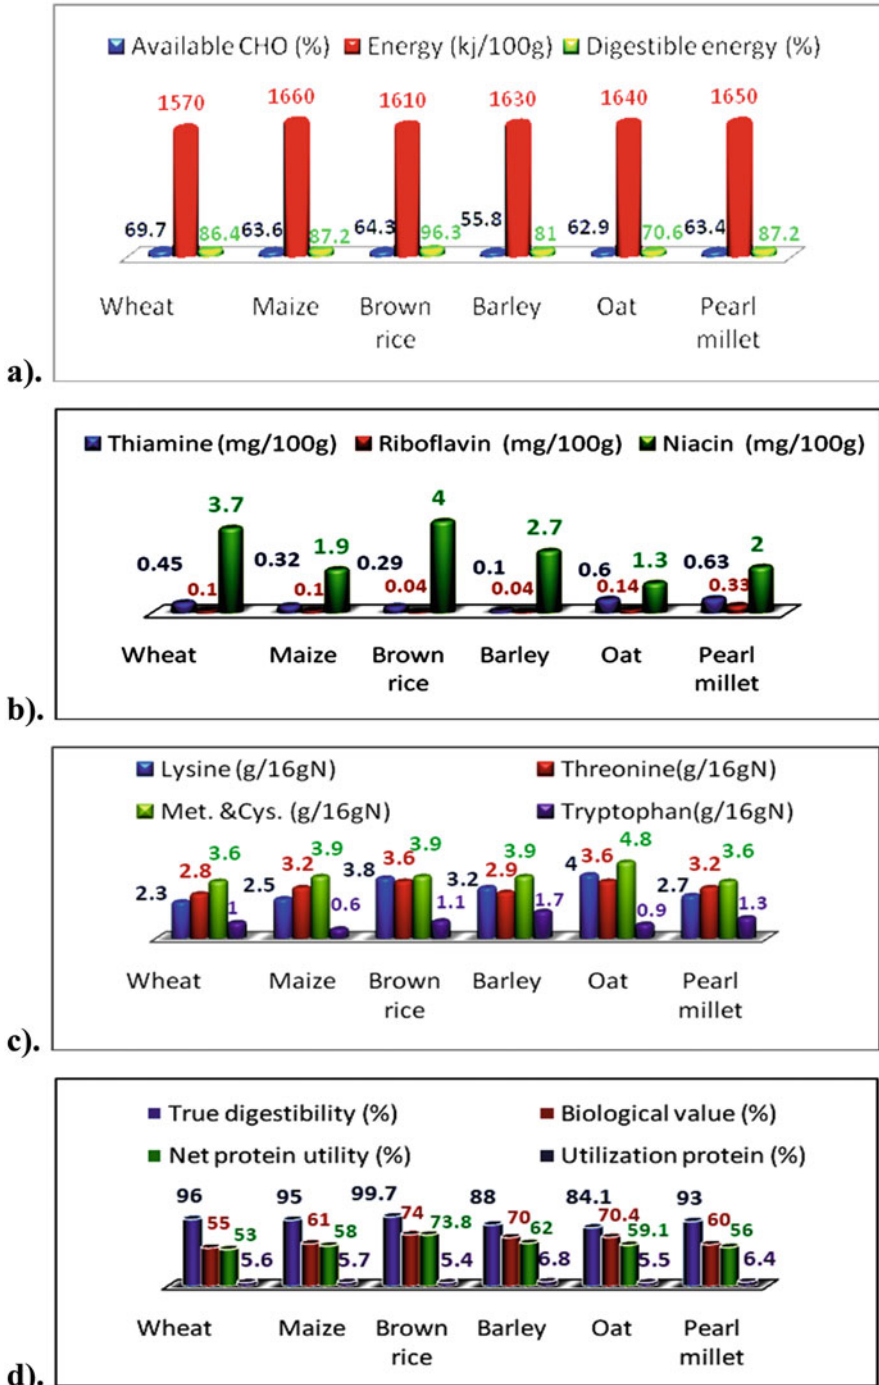 Available CHO (%) Energy (kj/100g) Digestible energy (%)
1570 1660 1610 1630 1640 1650
69.7 86.4 63.6 87.2 64.3 96.3 55.8 81 62.9 70.6 63.4 87.2
Wheat Maize Brown rice Barley Oat Pearl millet
a).
Thiamine (mg/100g) Riboflavin (mg/100g) Niacin (mg/100g)
0.45 0.1 3.7 0.32 0.1 1.9 0.29 0.04 4 0.1 0.04 2.7 0.6 0.14 1.3 0.63 0.33 2
Wheat Maize Brown rice Barley Oat Pearl millet
b).
Lysine (g/16gN) Threonine(g/16gN)
Met. &Cys. (g/16gN) Tryptophan(g/16gN)
2.3 2.8 3.6 1 2.5 3.2 3.9 0.6 3.8 3.6 3.9 1.1 3.2 2.9 3.9 1.7 4 3.6 4.8 0.9 2.7 3.2 3.6 1.3
Wheat Maize Brown rice Barley Oat Pearl millet
c).
True digestibility (%) Biological value (%)
Net protein utility (%) Utilization protein (%)
96 55 53 5.6 95 61 58 5.7 99.7 74 73.8 5.4 88 70 62 6.8 84.1 70.4 59.1 5.5 93 60 56 6.4
Wheat Maize Brown rice Barley Oat Pearl millet
d).